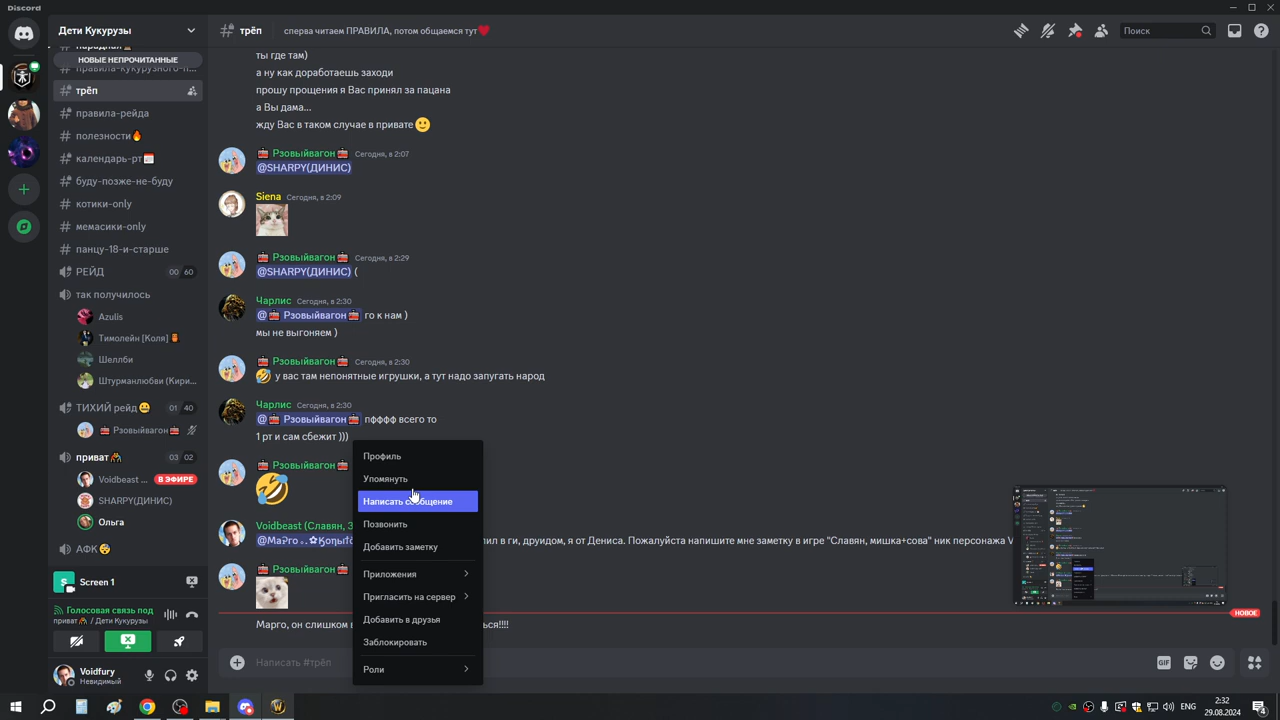 Discord
Дети Кукурузы
трёп
сперва читаем ПРАВИЛА, потом общаемся тут❤️
Поиск
НОВЫЕ НЕПРОЧИТАННЫЕ
правила-кукурузного-п...
трёп
правила-рейда
полезности🔥
календарь-рт📅
буду-позже-не-буду
котики-only
мемасики-only
панцу-18-и-старше
РЕЙД 00 60
так получилось
Azulis
Тимолейн [Коля]
Шеллби
Штурманлюбви (Кири...
ТИХИЙ рейд 01 40
Рзовыйвагон
приват 03 02
Voidbeast ... В ЭФИРЕ
SHARPY(ДИНИС)
Ольга
АФК
Screen 1
Голосовая связь под
приват / Дети Кукурузы
Voidfury
Невидимый
ты где там)
а ну как доработаешь заходи
прошу прощения я Вас принял за пацана
а Вы дама...
жду Вас в таком случае в привате🙂
🚋 Рзовыйвагон🚋 Сегодня, в 2:07
@SHARPY(ДИНИС)
Siena Сегодня, в 2:09
🚋 Рзовыйвагон🚋 Сегодня, в 2:29
@SHARPY(ДИНИС) (
Чарлис Сегодня, в 2:30
@🚋 Рзовыйвагон🚋 го к нам )
мы не выгоняем )
🚋 Рзовыйвагон🚋 Сегодня, в 2:30
🤣 у вас там непонятные игрушки, а тут надо запугать народ
Чарлис Сегодня, в 2:30
@🚋 Рзовыйвагон🚋 пфффф всего то
1 рт и сам сбежит )))
🚋 Рзовыйвагон🚋
Voidbeast (Славян,
ил в ги, друидом, я от Дениса. Пожалуйста напишите мне заметку в игре "Славян, мишка+сова" ник персонажа
🚋 Рзовыйвагон🚋
НОВОЕ
Марго, он слишком ься!!!!
Написать #трёп
GIF
Профиль
Упомянуть
Написать сообщение
Позвонить
Добавить заметку
Приложения
Пригласить на сервер
Добавить в друзья
Заблокировать
Роли
ENG
2:32
29.08.2024